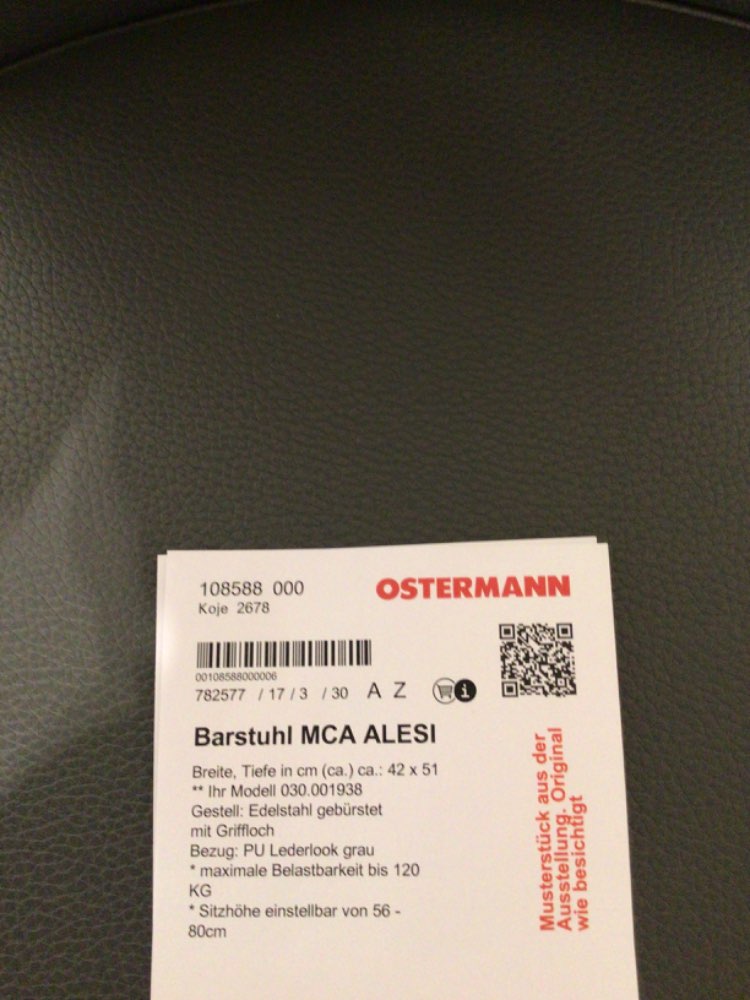 108588 000
OSTERMANN
Koje 2678
00108588000006
782577 / 17 / 3 / 30 A Z
i
Barstuhl MCA ALESI
Breite, Tiefe in cm (ca.) ca.: 42 x 51
** Ihr Modell 030.001938
Gestell: Edelstahl gebürstet
mit Griffloch
Bezug: PU Lederlook grau
* maximale Belastbarkeit bis 120
KG
* Sitzhöhe einstellbar von 56 -
80cm
Musterstück aus der
Ausstellung. Original
wie besichtigt